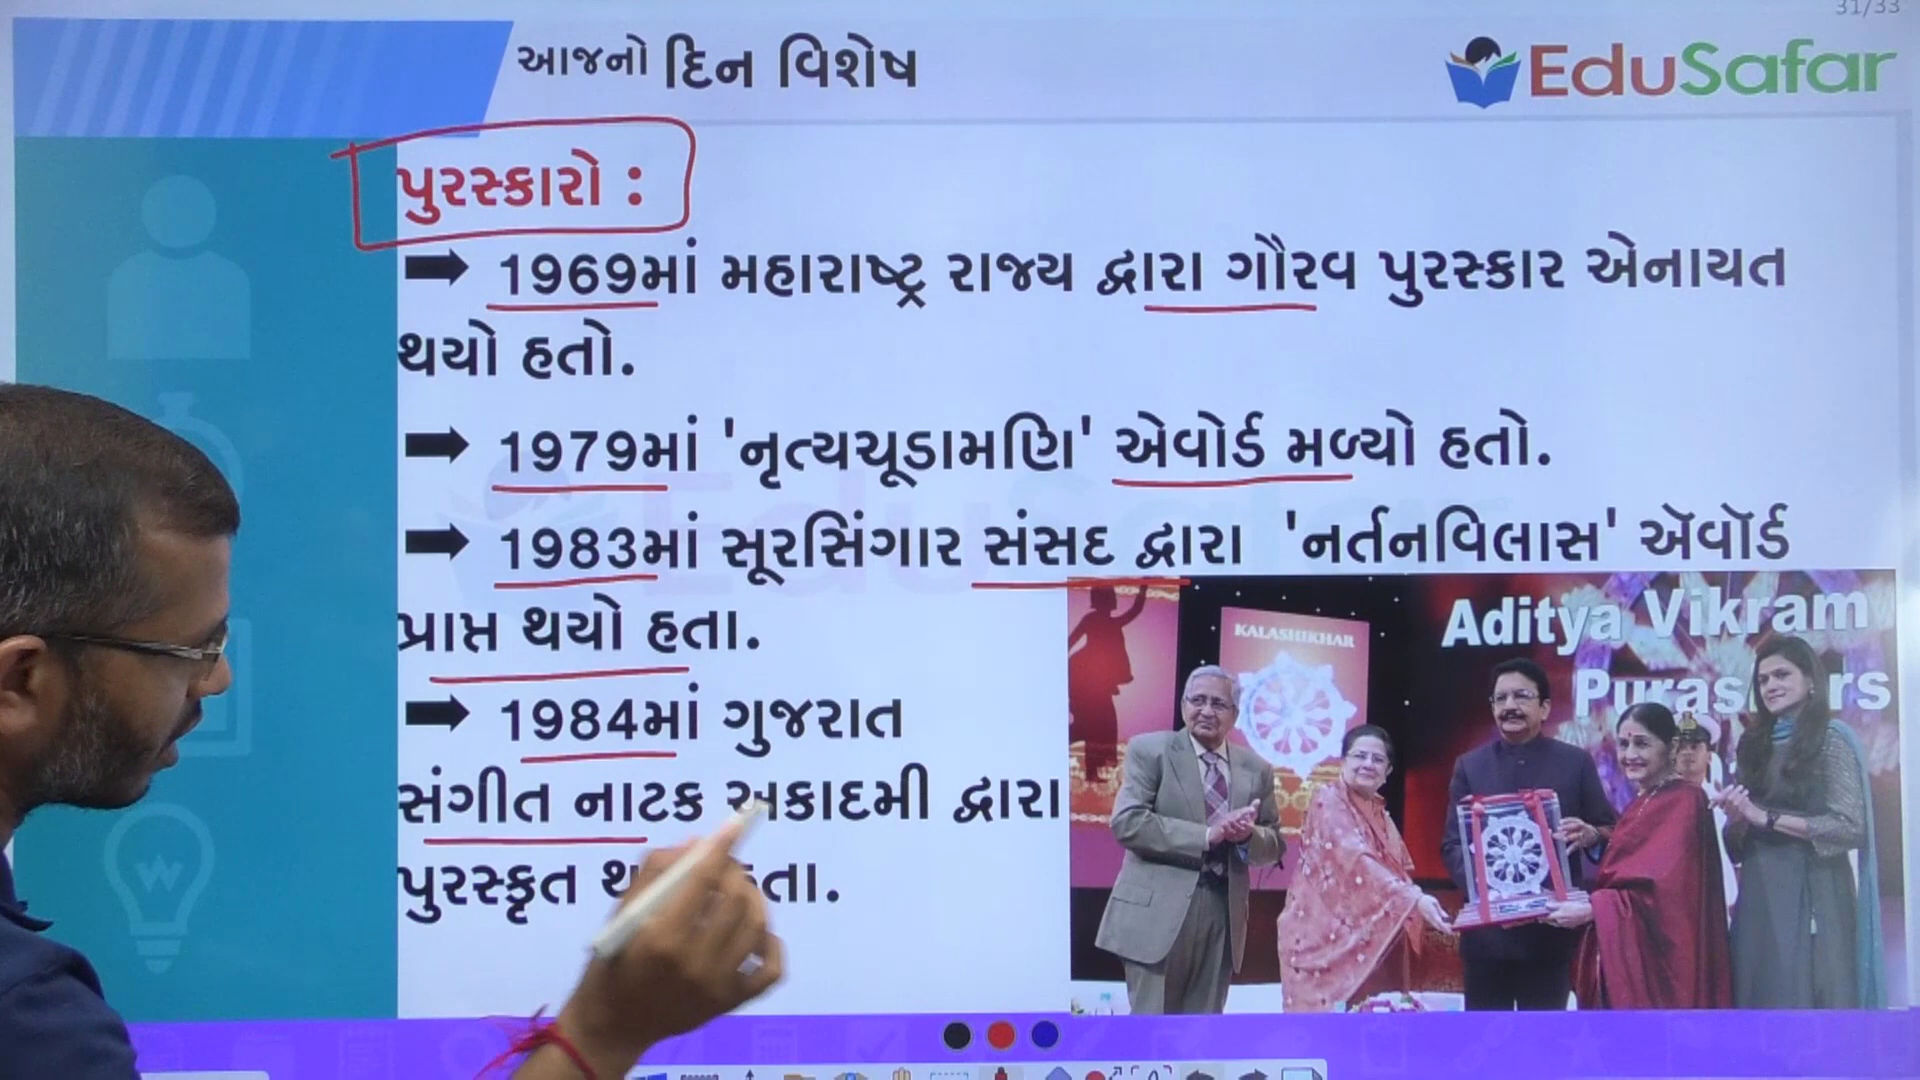 31/33
આજનો દિન વિશેષ
EduSafar
પુરસ્કારો :
➡ 1969માં મહારાષ્ટ્ર રાજ્ય દ્વારા ગૌરવ પુરસ્કાર એનાયત
થયો હતો.
➡ 1979માં 'નૃત્યચૂડામણિ' એવોર્ડ મળ્યો હતો.
➡ 1983માં સૂરસિંગાર સંસદ દ્વારા 'નર્તનવિલાસ' ઍવૉર્ડ
પ્રાપ્ત થયો હતા.
➡ 1984માં ગુજરાત
સંગીત નાટક અકાદમી દ્વારા
પુરસ્કૃત હતા.
KALASHIKHAR
Aditya Vikram